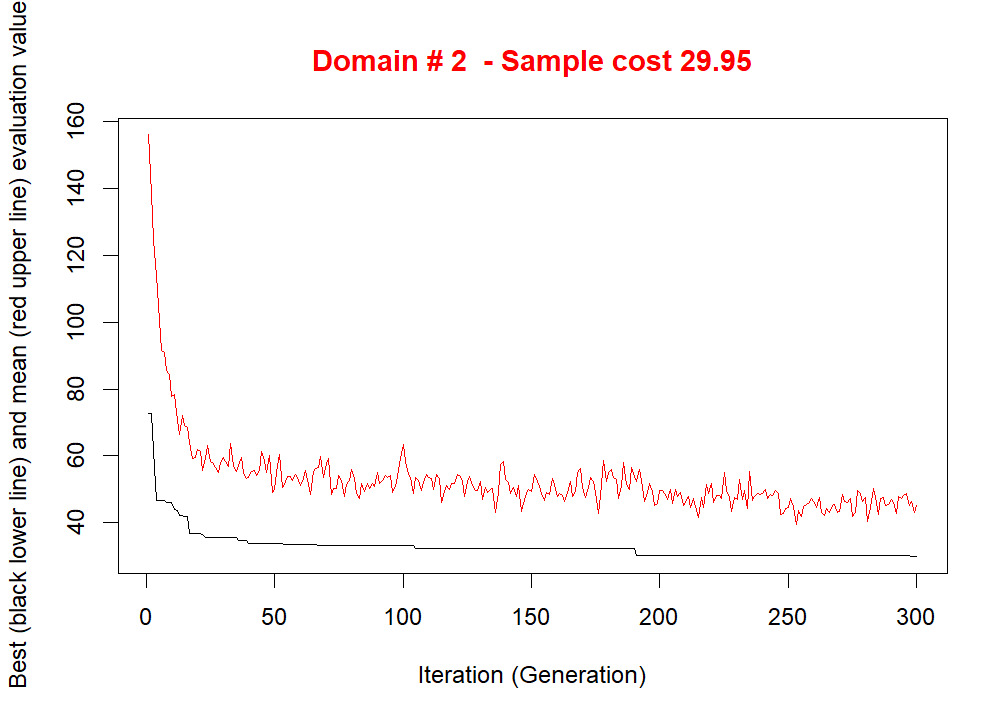 Domain # 2  - Sample cost 29.95
Best (black lower line) and mean (red upper line) evaluation value
160
140
120
100
80
60
40
0 50 100 150 200 250 300
Iteration (Generation)